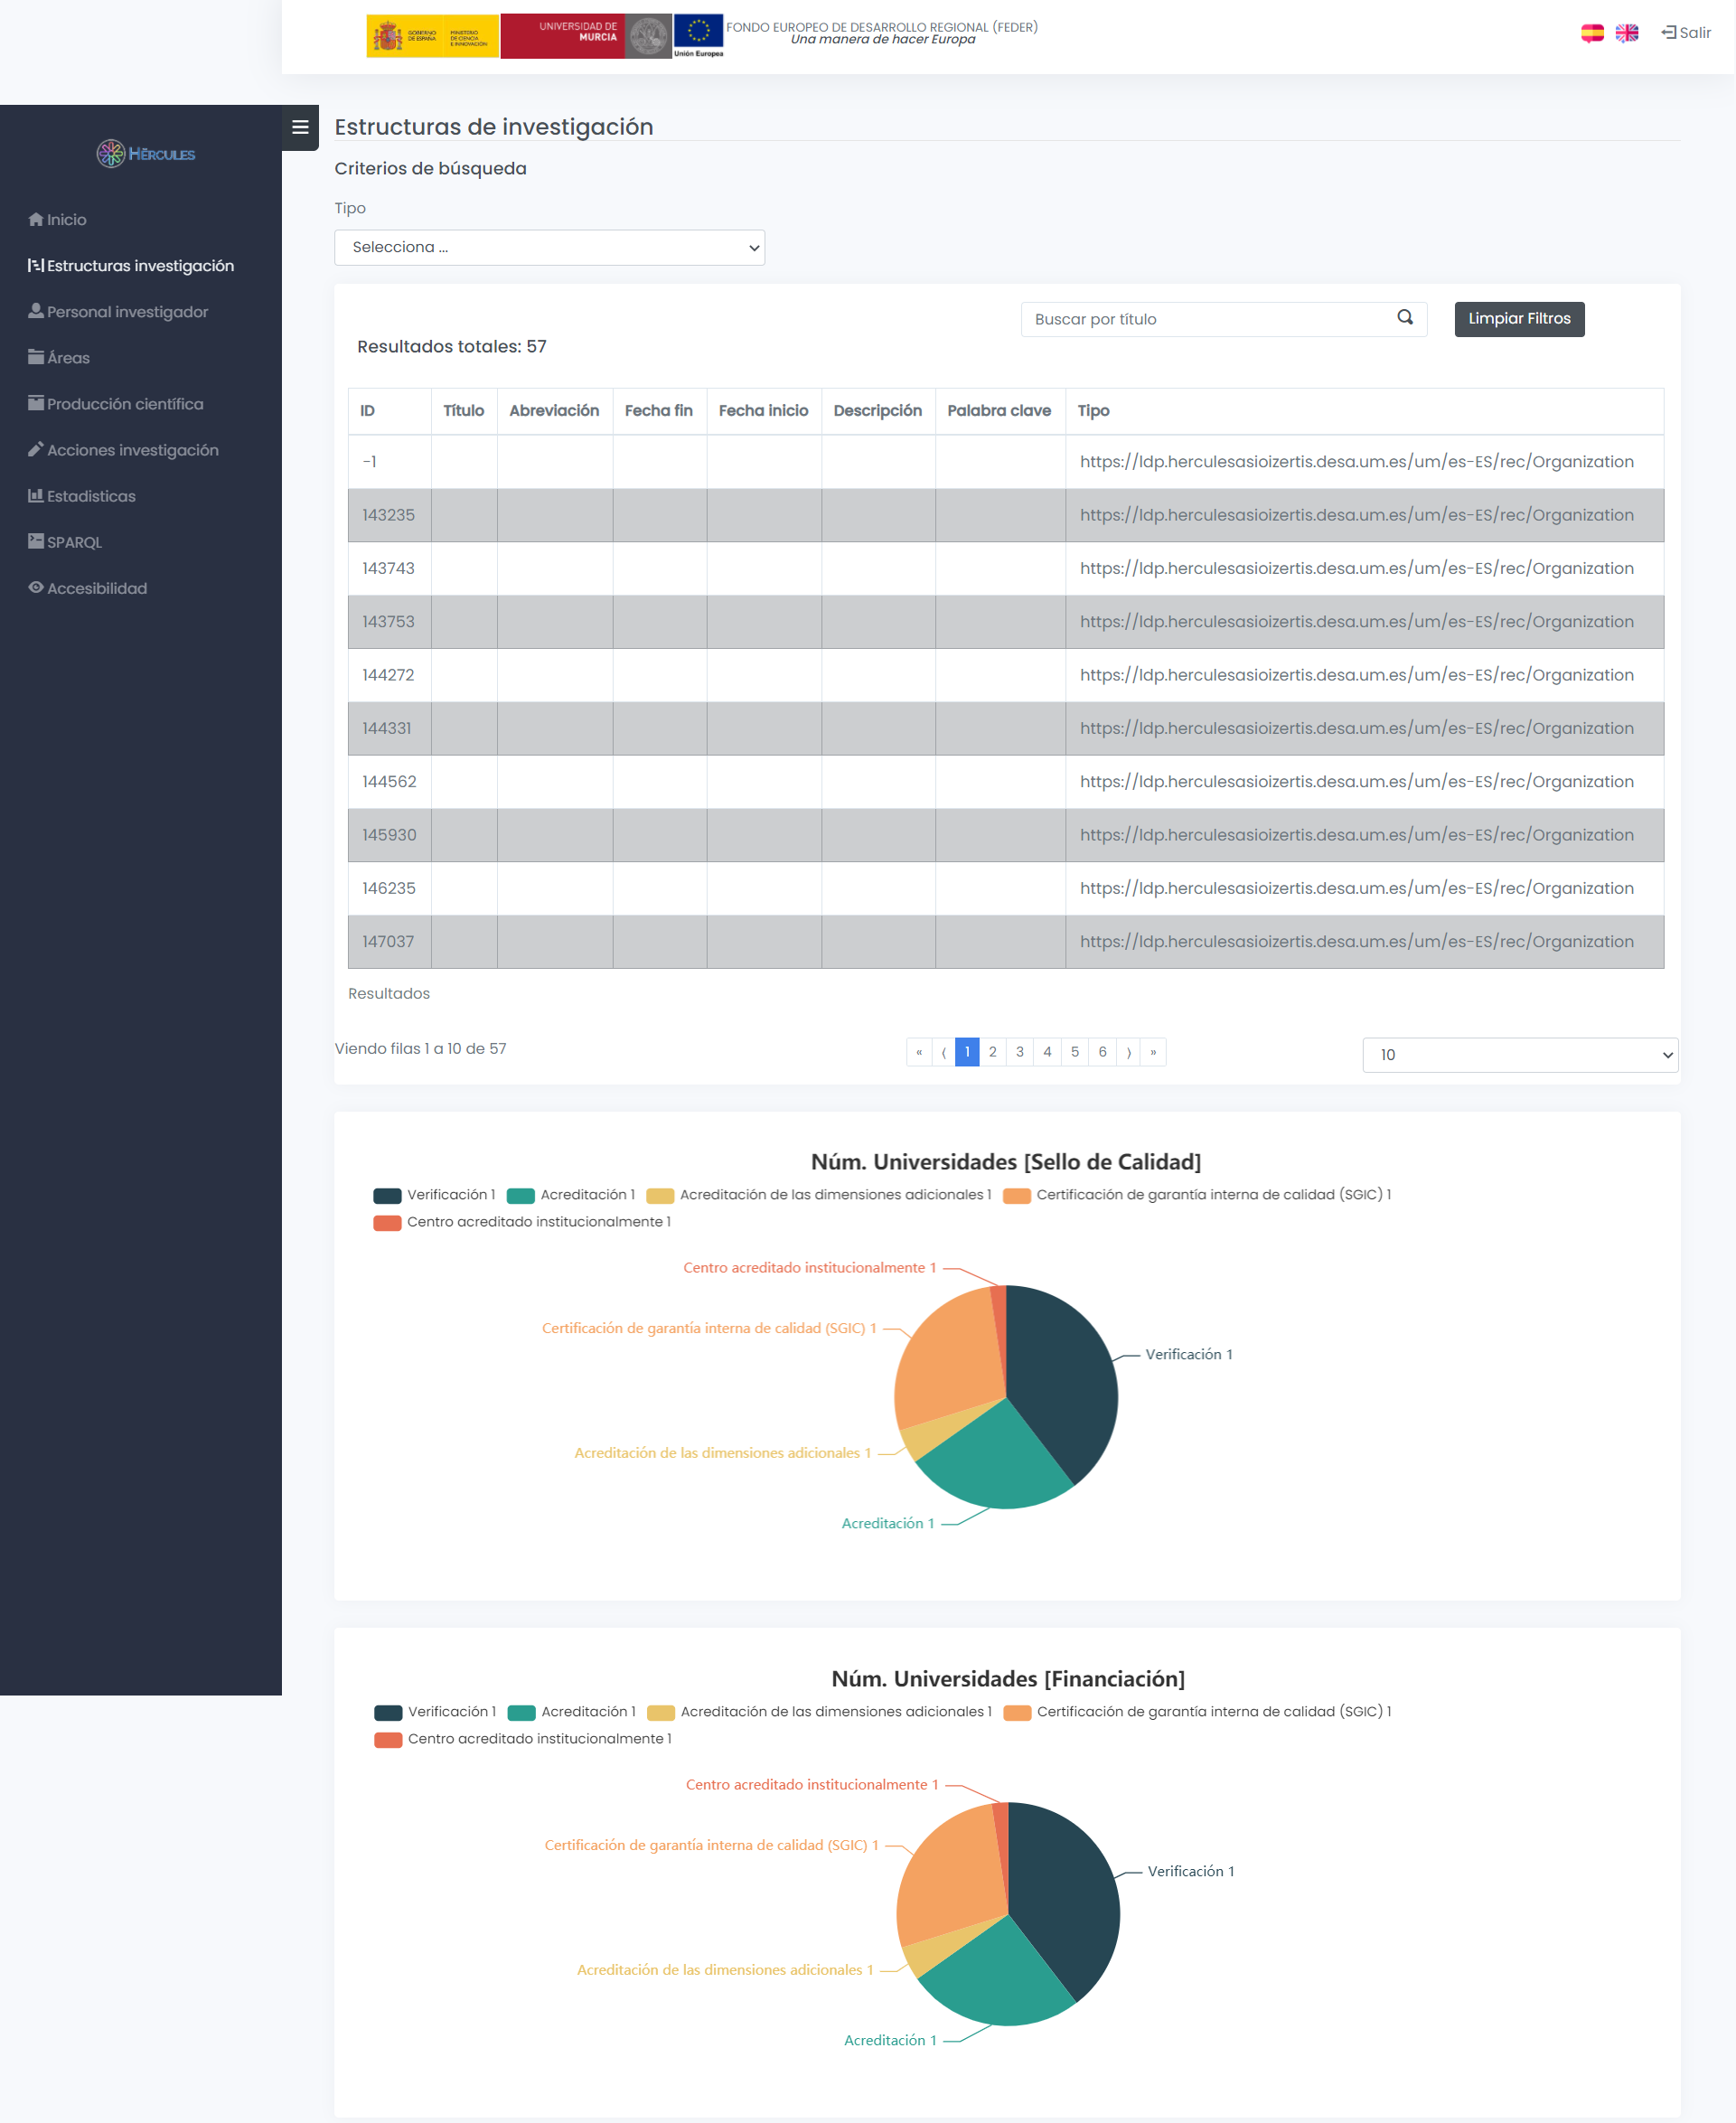 GOBIERNO DE ESPAÑA
MINISTERIO DE CIENCIA E INNOVACIÓN
UNIVERSIDAD DE MURCIA
Unión Europea
FONDO EUROPEO DE DESARROLLO REGIONAL (FEDER)
Una manera de hacer Europa
Salir
HÉRCULES
Inicio
Estructuras investigación
Personal investigador
Áreas
Producción científica
Acciones investigación
Estadisticas
SPARQL
Accesibilidad
Estructuras de investigación
Criterios de búsqueda
Tipo
Selecciona ...
Buscar por título
Limpiar Filtros
Resultados totales: 57
ID Título Abreviación Fecha fin Fecha inicio Descripción Palabra clave Tipo
-1 https://ldp.herculesasioizertis.desa.um.es/um/es-ES/rec/Organization
143235 https://ldp.herculesasioizertis.desa.um.es/um/es-ES/rec/Organization
143743 https://ldp.herculesasioizertis.desa.um.es/um/es-ES/rec/Organization
143753 https://ldp.herculesasioizertis.desa.um.es/um/es-ES/rec/Organization
144272 https://ldp.herculesasioizertis.desa.um.es/um/es-ES/rec/Organization
144331 https://ldp.herculesasioizertis.desa.um.es/um/es-ES/rec/Organization
144562 https://ldp.herculesasioizertis.desa.um.es/um/es-ES/rec/Organization
145930 https://ldp.herculesasioizertis.desa.um.es/um/es-ES/rec/Organization
146235 https://ldp.herculesasioizertis.desa.um.es/um/es-ES/rec/Organization
147037 https://ldp.herculesasioizertis.desa.um.es/um/es-ES/rec/Organization
Resultados
Viendo filas 1 a 10 de 57
« ⟨ 1 2 3 4 5 6 ⟩ »
10
Núm. Universidades [Sello de Calidad]
Verificación 1 Acreditación 1 Acreditación de las dimensiones adicionales 1 Certificación de garantía interna de calidad (SGIC) 1
Centro acreditado institucionalmente 1
Centro acreditado institucionalmente 1
Certificación de garantía interna de calidad (SGIC) 1
Verificación 1
Acreditación de las dimensiones adicionales 1
Acreditación 1
Núm. Universidades [Financiación]
Verificación 1 Acreditación 1 Acreditación de las dimensiones adicionales 1 Certificación de garantía interna de calidad (SGIC) 1
Centro acreditado institucionalmente 1
Centro acreditado institucionalmente 1
Certificación de garantía interna de calidad (SGIC) 1
Verificación 1
Acreditación de las dimensiones adicionales 1
Acreditación 1